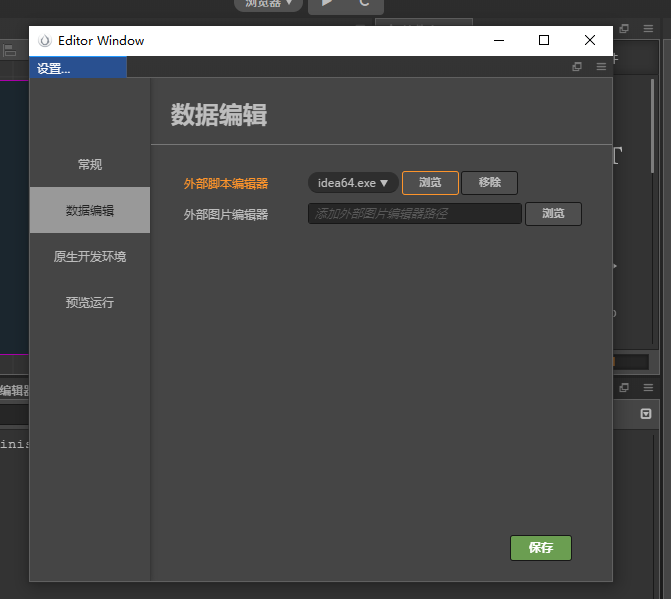 浏览器 ▼
Editor Window
设置...
数据编辑
常规
外部脚本编辑器 idea64.exe ▼ 浏览 移除
数据编辑
外部图片编辑器 添加外部图片编辑器路径 浏览
原生开发环境
预览运行
编辑器
inis
保存